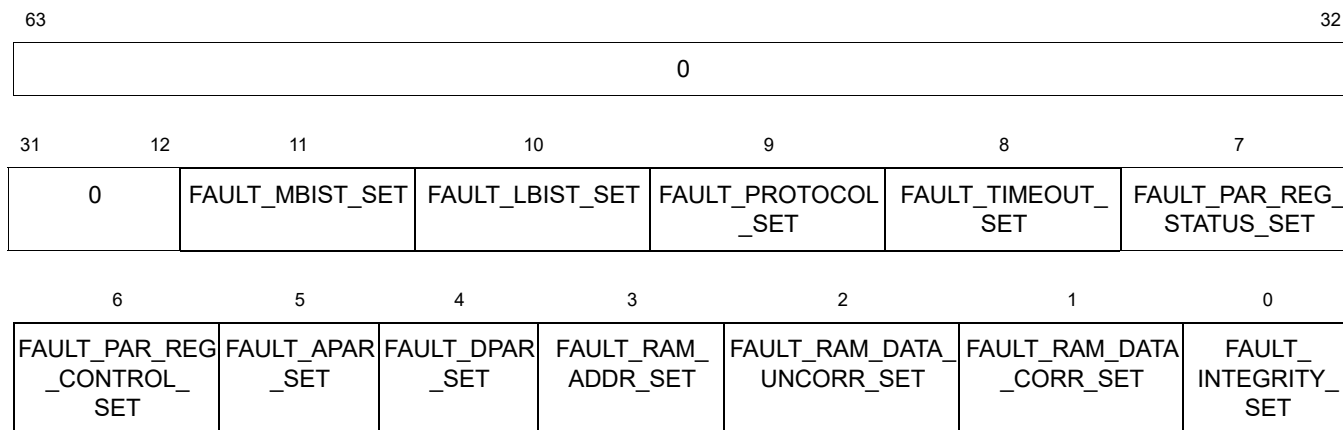 63 32
0
31 12 11 10 9 8 7
0 FAULT_MBIST_SET FAULT_LBIST_SET FAULT_PROTOCOL FAULT_TIMEOUT_ FAULT_PAR_REG_
_SET SET STATUS_SET
6 5 4 3 2 1 0
FAULT_PAR_REG FAULT_APAR FAULT_DPAR FAULT_RAM_ FAULT_RAM_DATA_ FAULT_RAM_DATA FAULT_
_CONTROL_ _SET _SET ADDR_SET UNCORR_SET _CORR_SET INTEGRITY_
SET SET